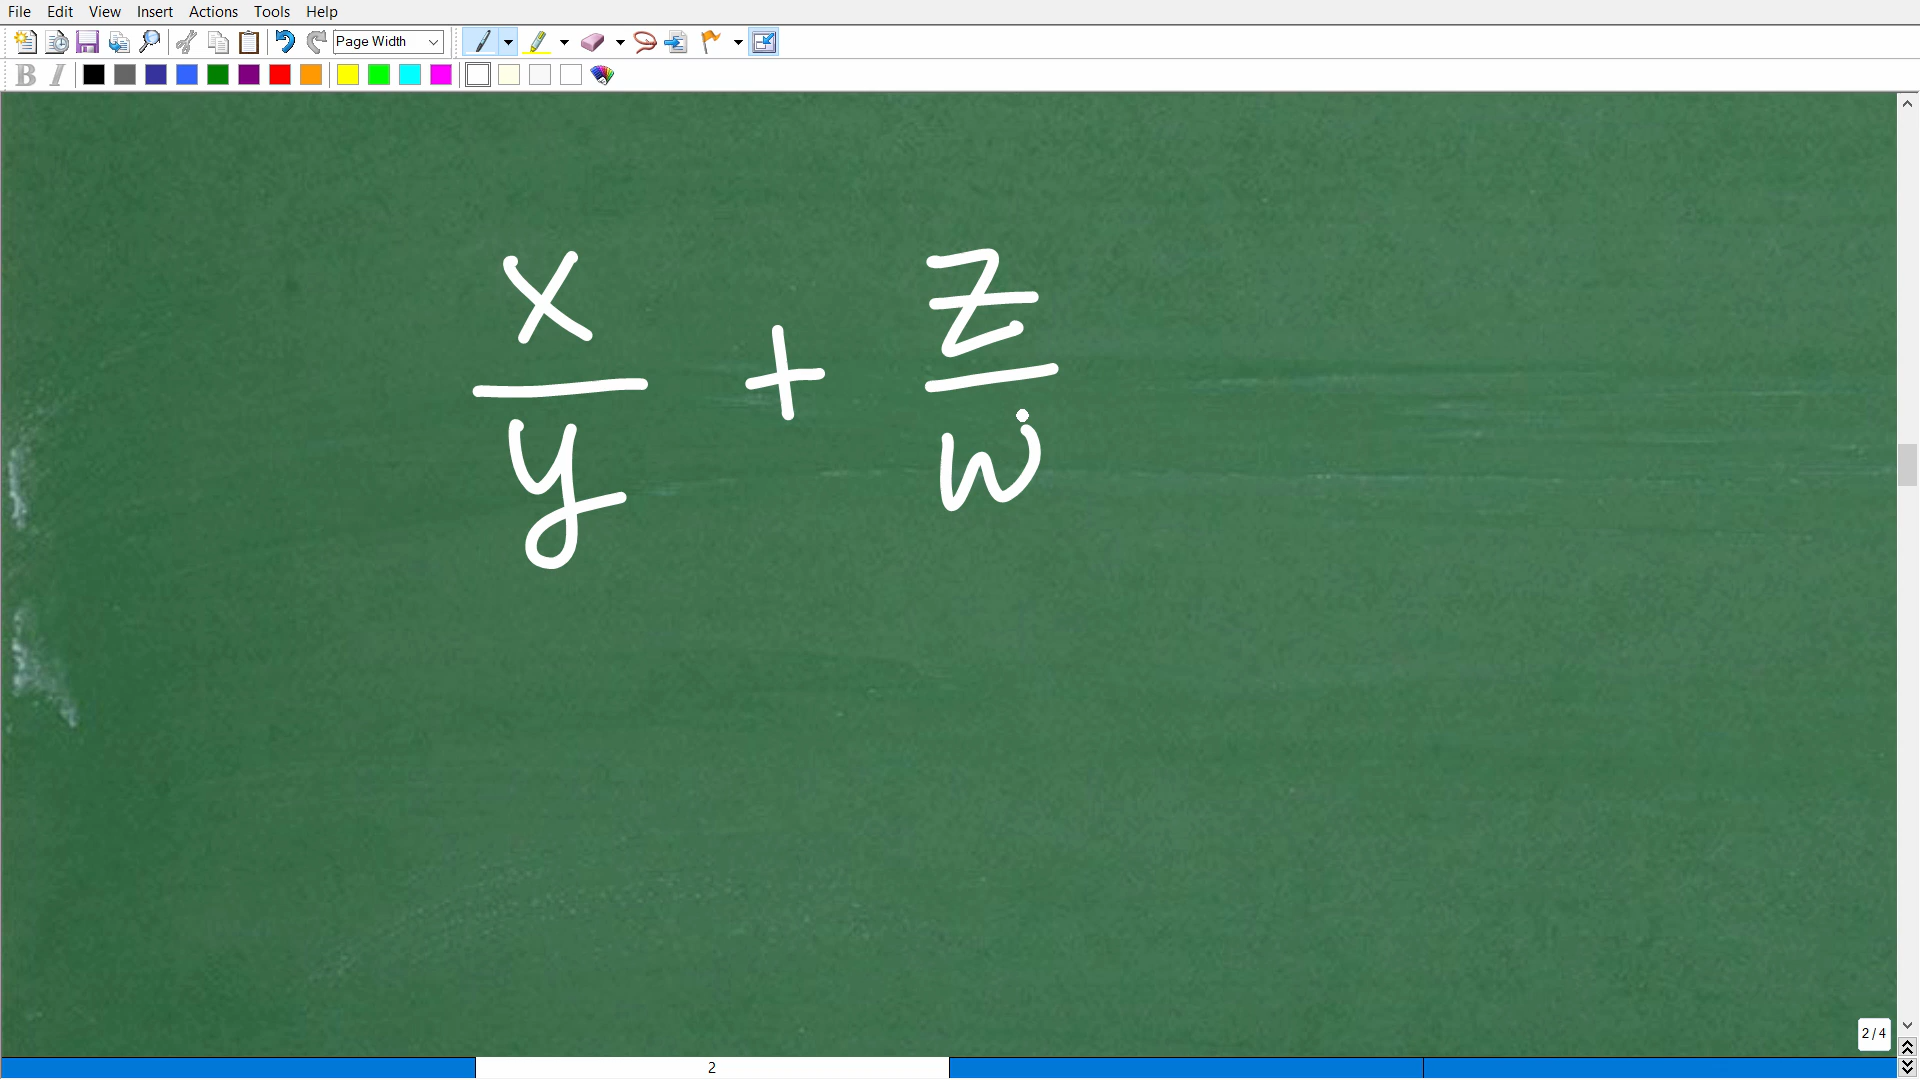 File Edit View Insert Actions Tools Help
Page Width
B I
x/y + z/w
2 / 4
2